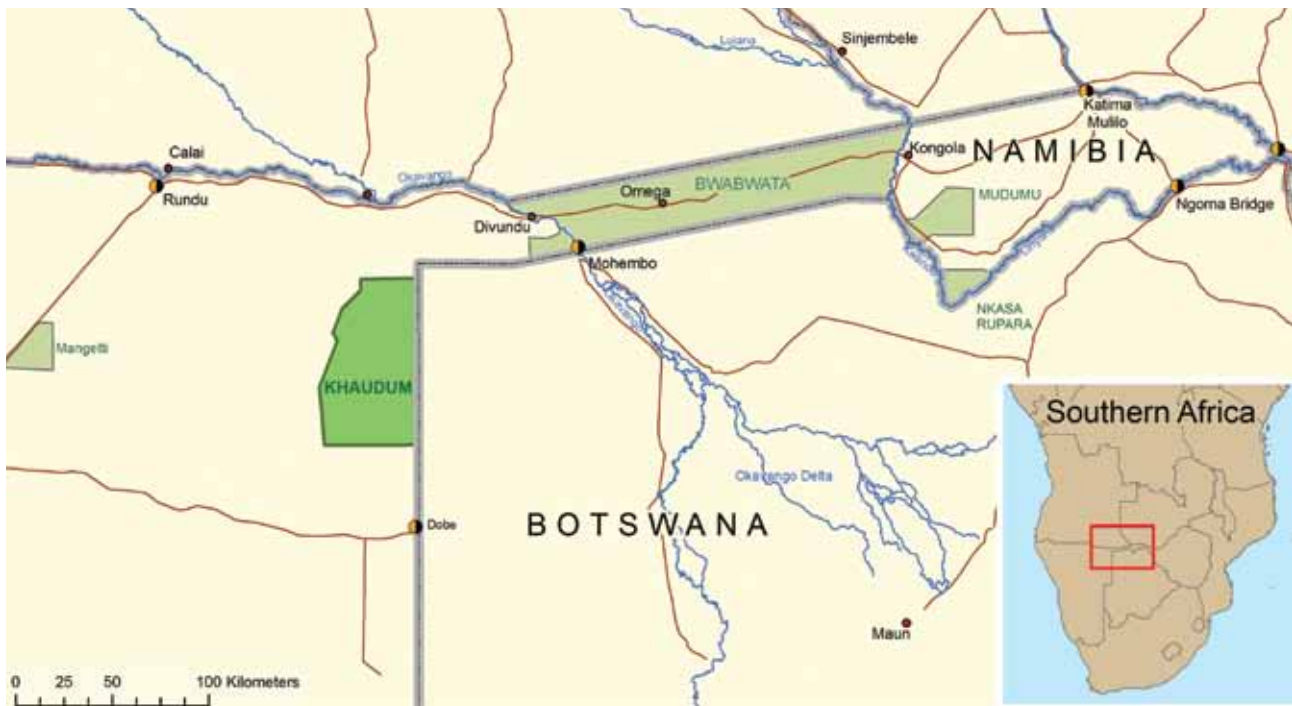 Luiana
Sinjembele
Katima
Mulilo
Calai
Kongola
NAMIBIA
Okavango
BWABWATA
Rundu
Omega
MUDUMU
Ngoma Bridge
Divundu
Mohembo
Okavango
NKASA
RUPARA
Mangetti
KHAUDUM
Southern Africa
Okavango Delta
BOTSWANA
Dobe
Maun
0 25 50 100 Kilometers